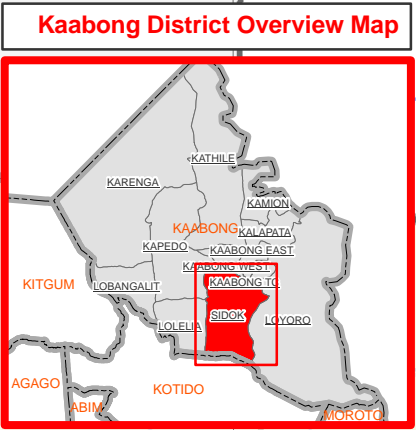 Kaabong District Overview Map
KATHILE
KARENGA
KAMION
KAABONG
KALAPATA
KAPEDO
KAABONG EAST
KAABONG WEST
KITGUM
LOBANGALIT
KAABONG TC
SIDOK
LOYORO
LOLELIA
AGAGO
KOTIDO
ABIM
MOROTO